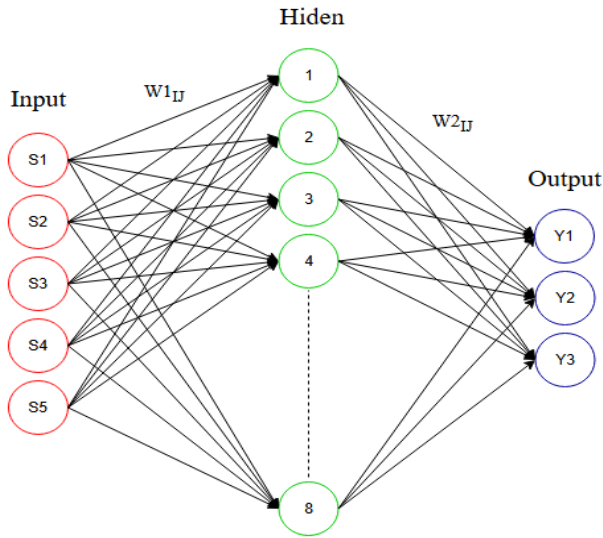 Hiden
Input
W1IJ
W2IJ
Output
S1
S2
S3
S4
S5
1
2
3
4
8
Y1
Y2
Y3